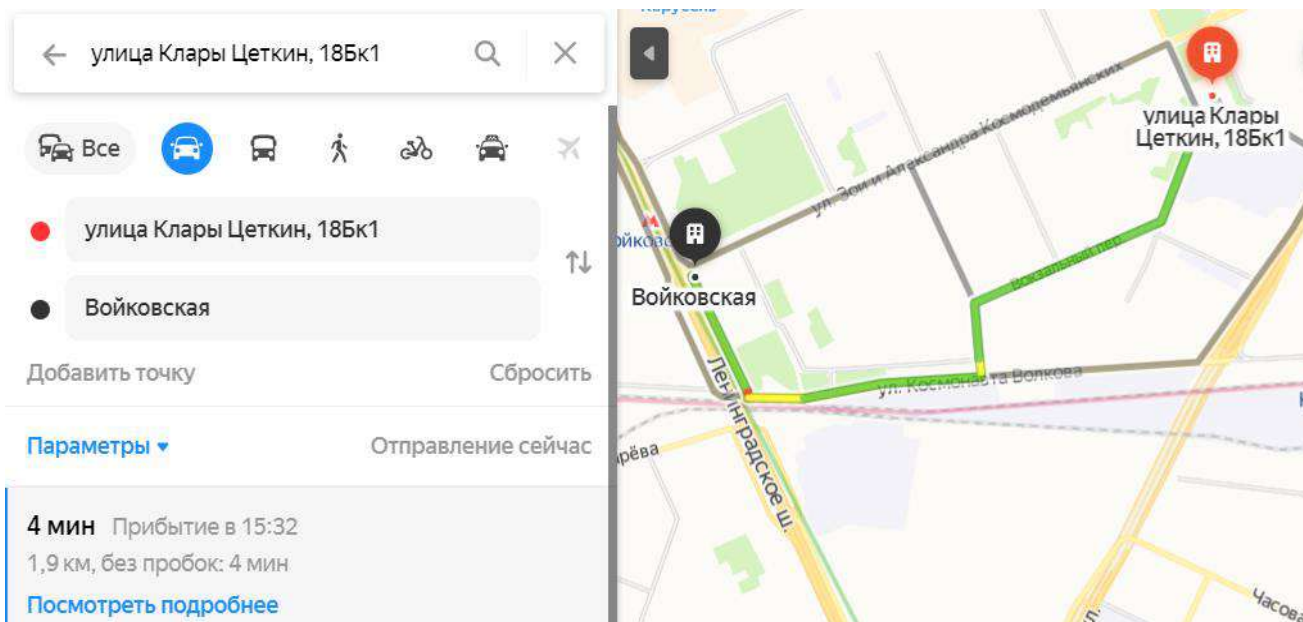 улица Клары Цеткин, 18Бк1
Все
улица Клары Цеткин, 18Бк1
Войковская
Добавить точку
Сбросить
Параметры
Отправление сейчас
4 мин Прибытие в 15:32
1,9 км, без пробок: 4 мин
Посмотреть подробнее
ул. Зои и Александра Космодемьянских
улица Клары
Цеткин, 18Бк1
Войковская
Вокзальный пер.
ул. Космонавта Волкова
Ленинградское ш.